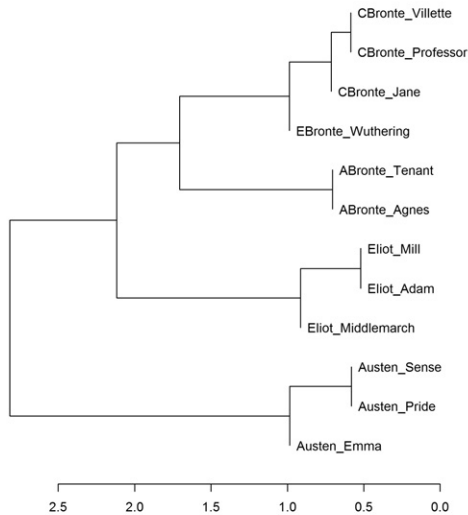 CBronte_Villette
CBronte_Professor
CBronte_Jane
EBronte_Wuthering
ABronte_Tenant
ABronte_Agnes
Eliot_Mill
Eliot_Adam
Eliot_Middlemarch
Austen_Sense
Austen_Pride
Austen_Emma
2.5 2.0 1.5 1.0 0.5 0.0